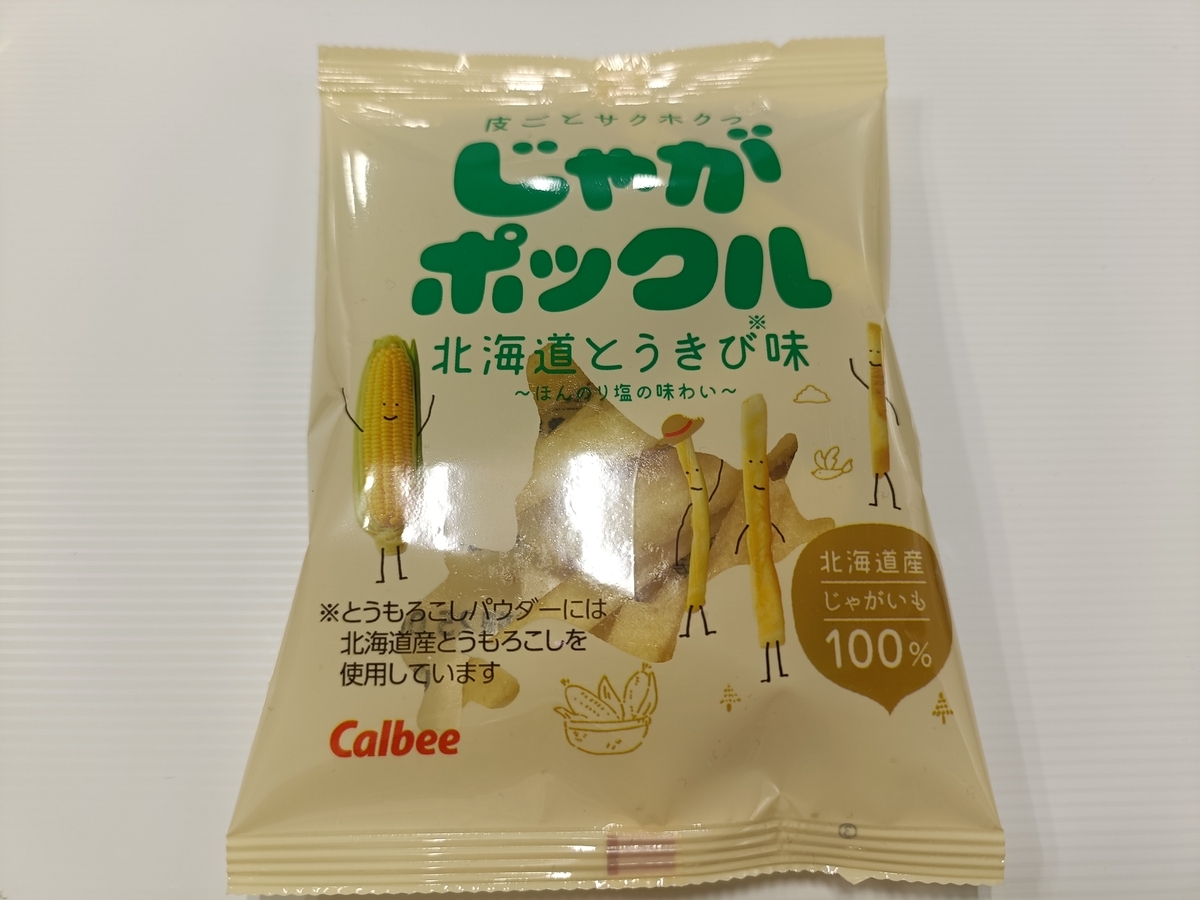 皮ごとサクホクっ
じゃが
ポックル
北海道とうきび※味
～ほんのり塩の味わい～
北海道産
じゃがいも
100%
※とうもろこしパウダーには
北海道産とうもろこしを
使用しています
Calbee